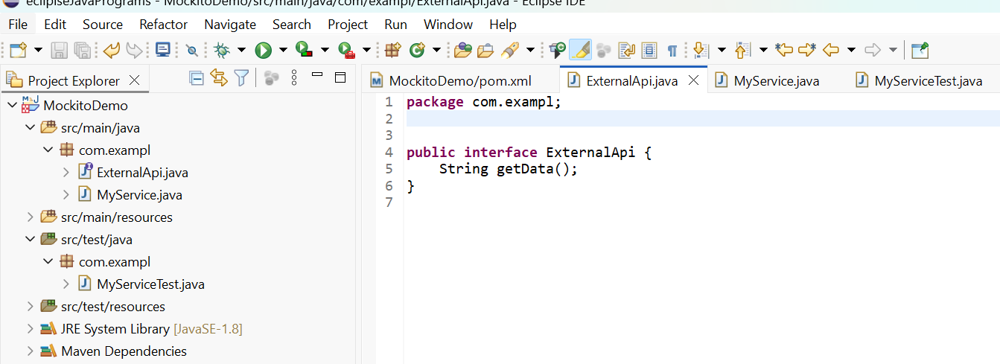 eclipseJavaPrograms - MockitoDemo/src/main/java/com/exampl/ExternalApi.java - Eclipse IDE
File Edit Source Refactor Navigate Search Project Run Window Help
Project Explorer
MockitoDemo/pom.xml ExternalApi.java MyService.java MyServiceTest.java
MockitoDemo
src/main/java
com.exampl
ExternalApi.java
MyService.java
src/main/resources
src/test/java
com.exampl
MyServiceTest.java
src/test/resources
JRE System Library [JavaSE-1.8]
Maven Dependencies
1 package com.exampl;
2
3
4 public interface ExternalApi {
5 String getData();
6 }
7